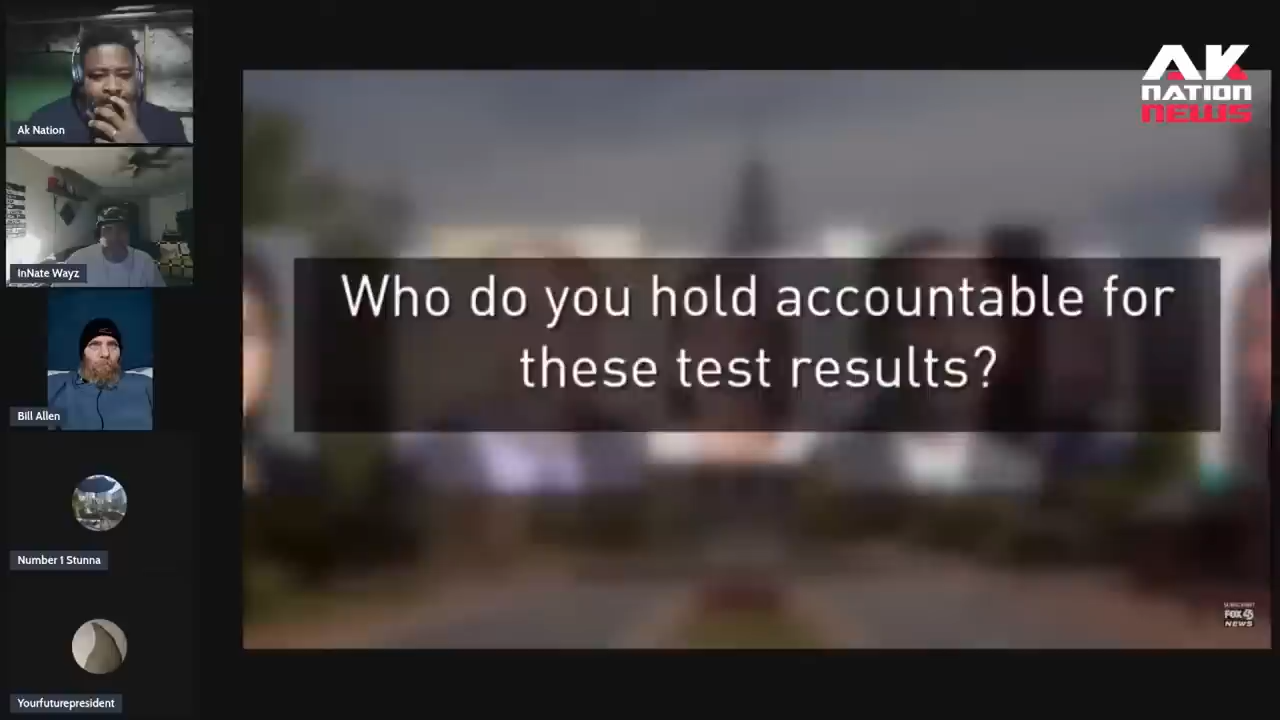 Ak Nation
InNate Wayz
Bill Allen
Number 1 Stunna
Yourfuturepresident
AK
NATION
NEWS
Who do you hold accountable for
these test results?
FOX 45
NEWS